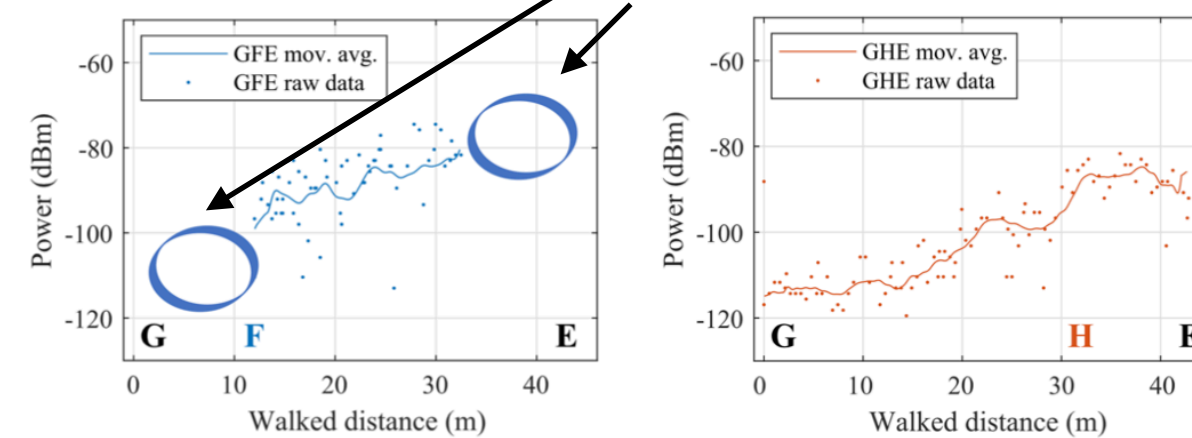 GFE mov. avg.
GFE raw data
-60
-80
-100
-120
Power (dBm)
G F E
0 10 20 30 40
Walked distance (m)
GHE mov. avg.
GHE raw data
-60
-80
-100
-120
Power (dBm)
G H E
0 10 20 30 40
Walked distance (m)